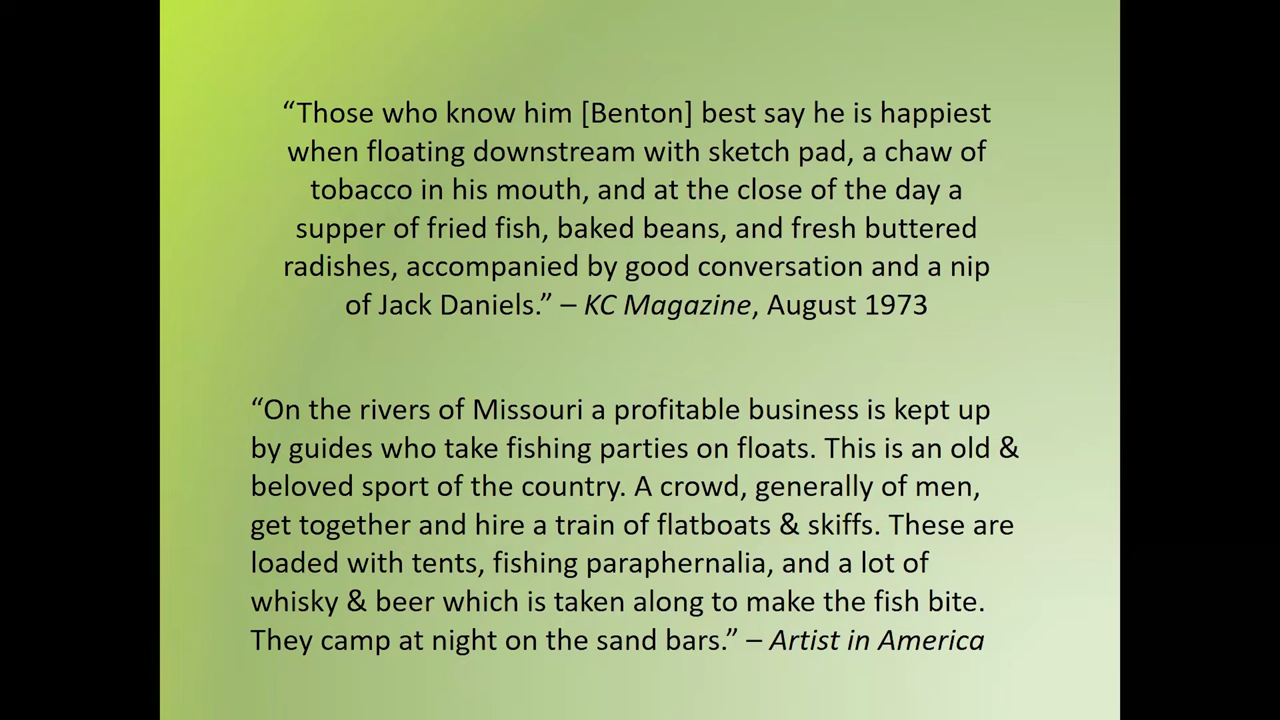 “Those who know him [Benton] best say he is happiest
when floating downstream with sketch pad, a chaw of
tobacco in his mouth, and at the close of the day a
supper of fried fish, baked beans, and fresh buttered
radishes, accompanied by good conversation and a nip
of Jack Daniels.” – KC Magazine, August 1973
“On the rivers of Missouri a profitable business is kept up
by guides who take fishing parties on floats. This is an old &
beloved sport of the country. A crowd, generally of men,
get together and hire a train of flatboats & skiffs. These are
loaded with tents, fishing paraphernalia, and a lot of
whisky & beer which is taken along to make the fish bite.
They camp at night on the sand bars.” – Artist in America